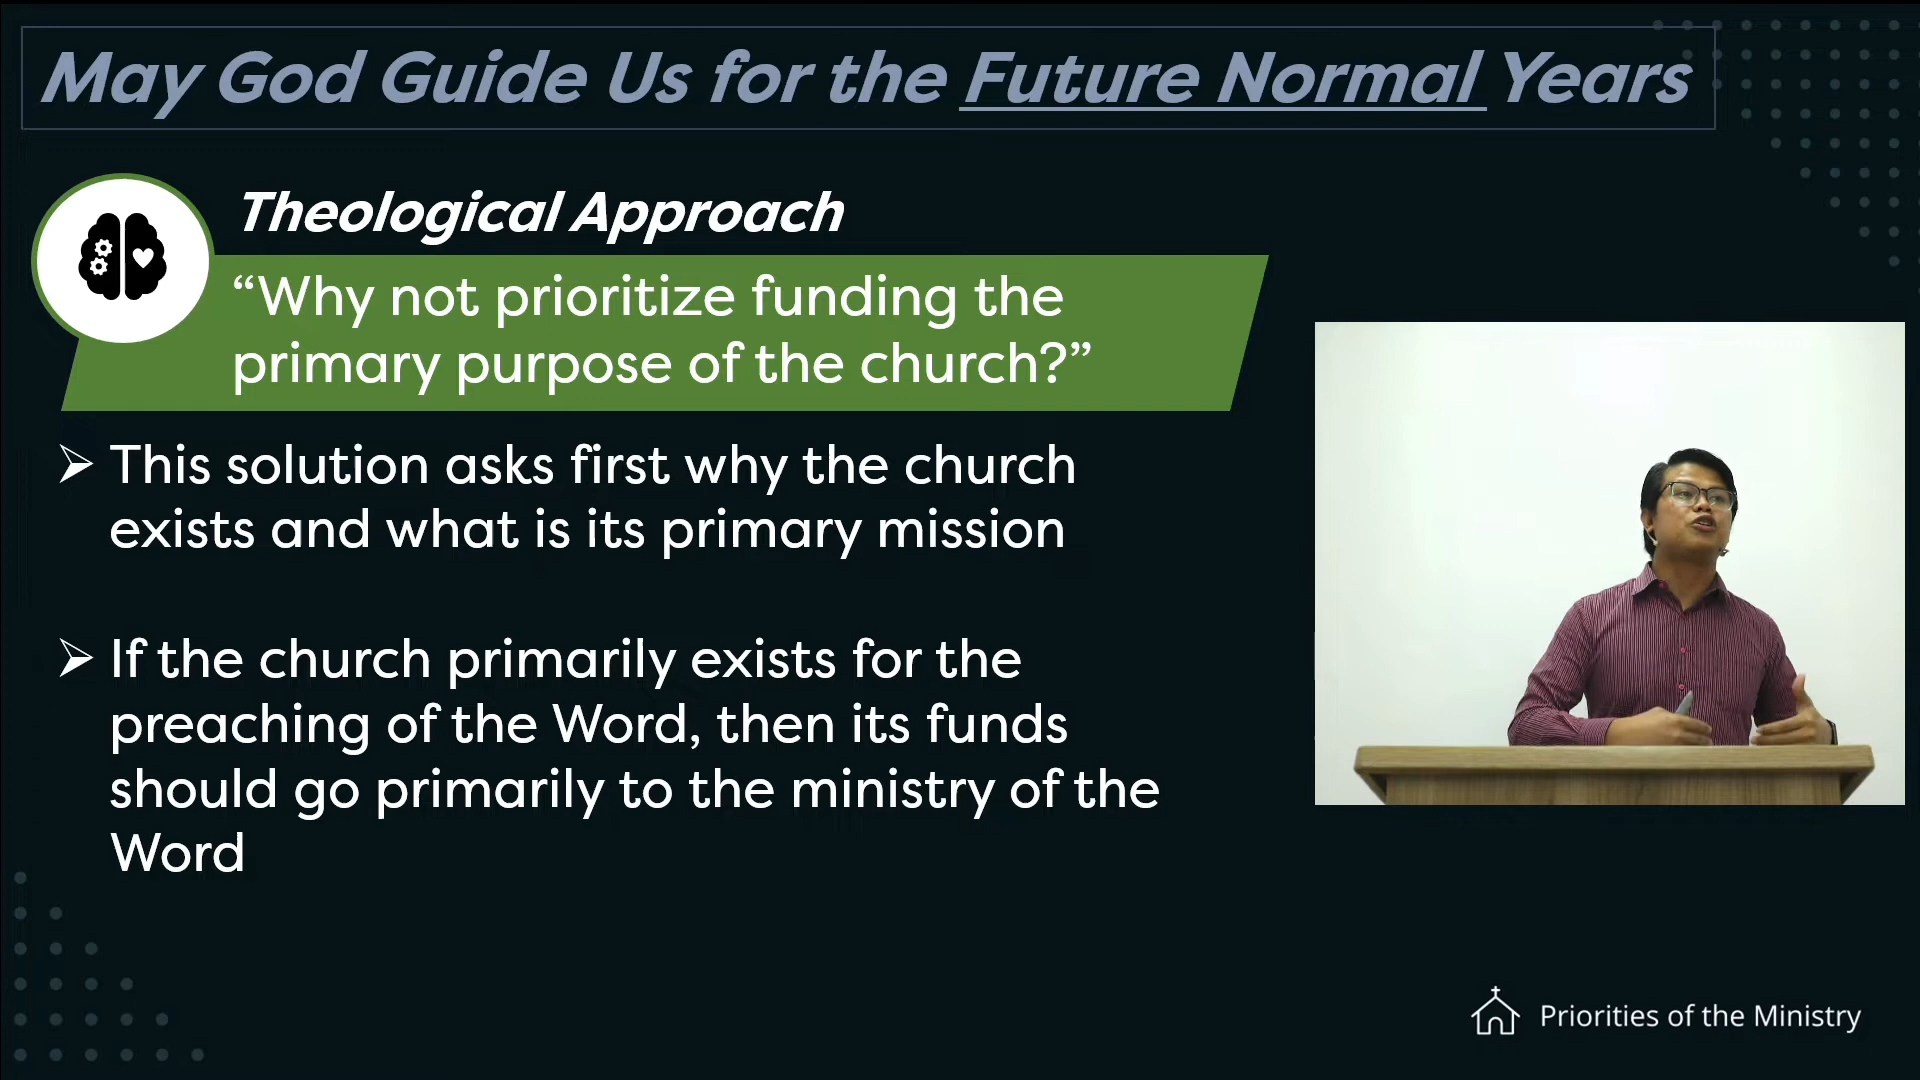 May God Guide Us for the Future Normal Years
Theological Approach
“Why not prioritize funding the
primary purpose of the church?”
➢ This solution asks first why the church
exists and what is its primary mission
➢ If the church primarily exists for the
preaching of the Word, then its funds
should go primarily to the ministry of the
Word
Priorities of the Ministry